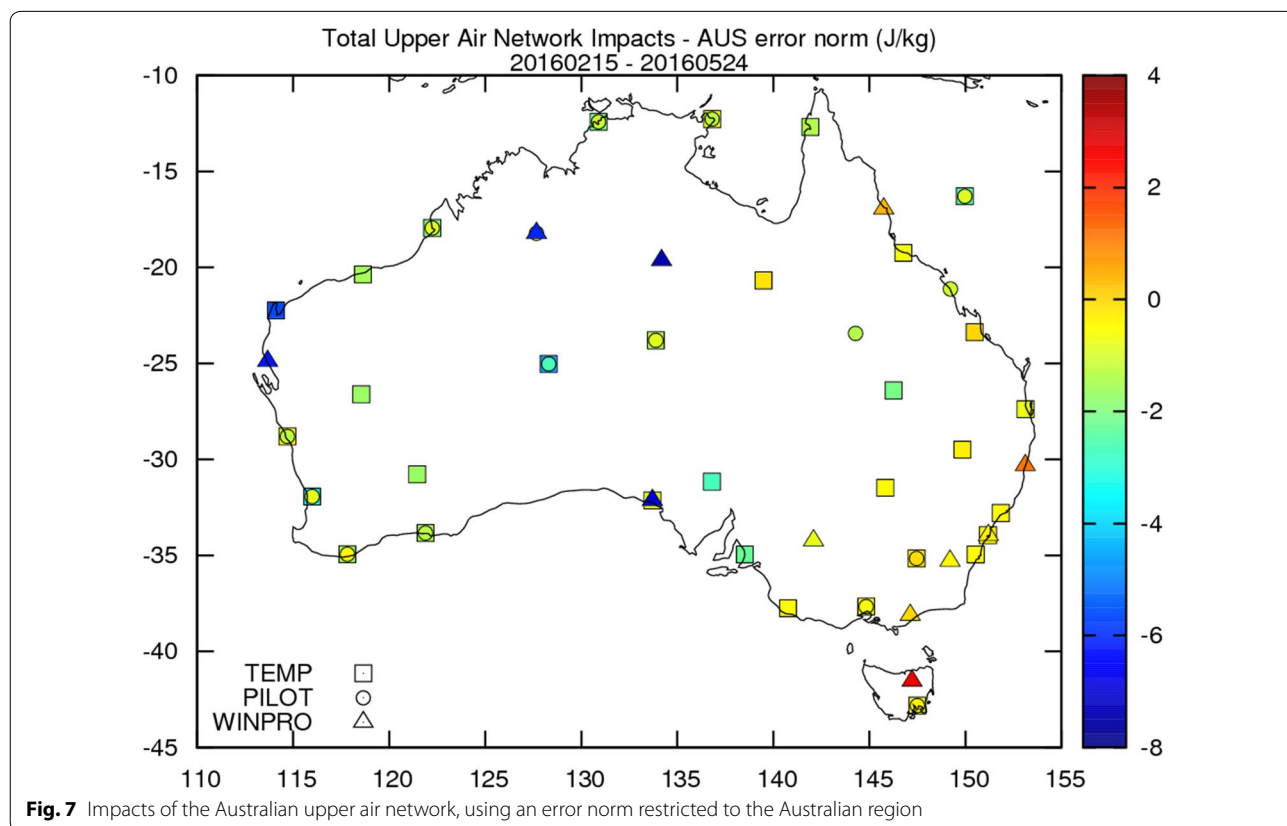 Total Upper Air Network Impacts - AUS error norm (J/kg)
20160215 - 20160524
-10
-15
-20
-25
-30
-35
-40
-45
110 115 120 125 130 135 140 145 150 155
TEMP
PILOT
WINPRO
4
2
0
-2
-4
-6
-8
Fig. 7 Impacts of the Australian upper air network, using an error norm restricted to the Australian region